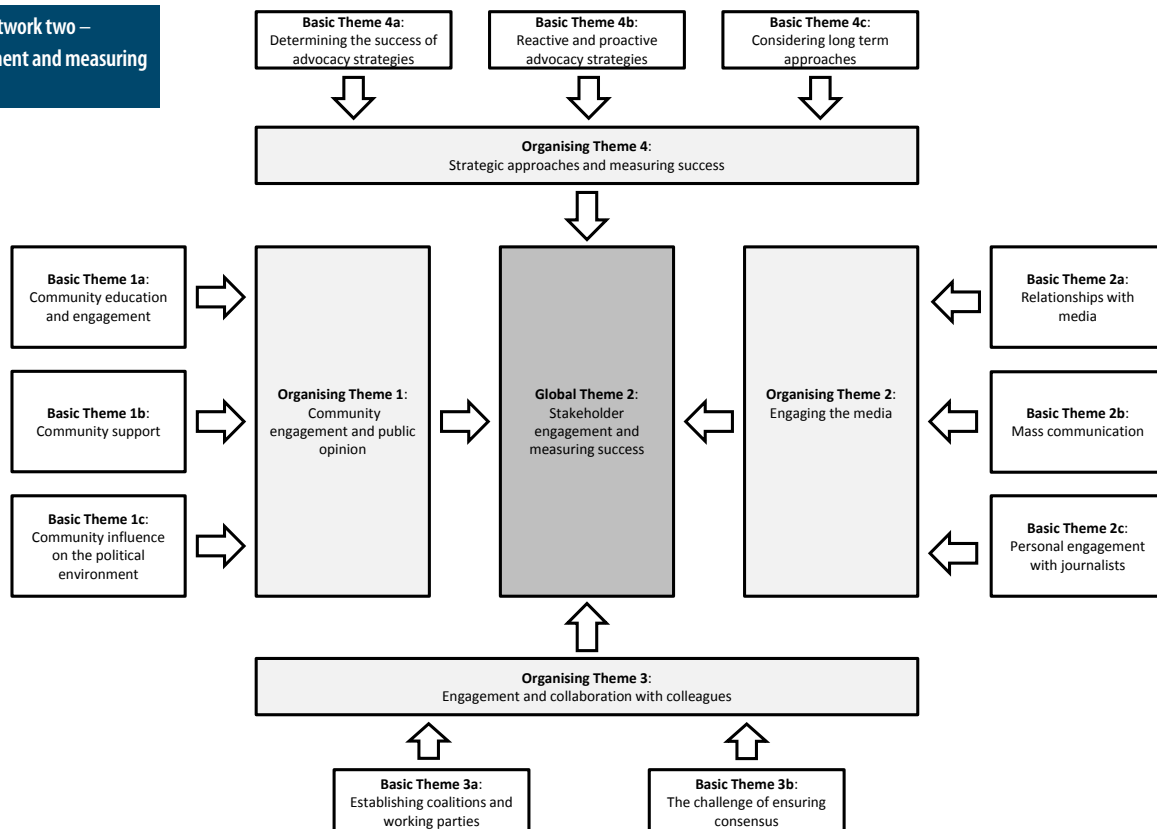 twork two –
ent and measuring
Basic Theme 4a:
Determining the success of
advocacy strategies
Basic Theme 4b:
Reactive and proactive
advocacy strategies
Basic Theme 4c:
Considering long term
approaches
Organising Theme 4:
Strategic approaches and measuring success
Basic Theme 1a:
Community education
and engagement
Basic Theme 1b:
Community support
Basic Theme 1c:
Community influence
on the political
environment
Organising Theme 1:
Community
engagement and public
opinion
Global Theme 2:
Stakeholder
engagement and
measuring success
Organising Theme 2:
Engaging the media
Basic Theme 2a:
Relationships with
media
Basic Theme 2b:
Mass communication
Basic Theme 2c:
Personal engagement
with journalists
Organising Theme 3:
Engagement and collaboration with colleagues
Basic Theme 3a:
Establishing coalitions and
working parties
Basic Theme 3b:
The challenge of ensuring
consensus